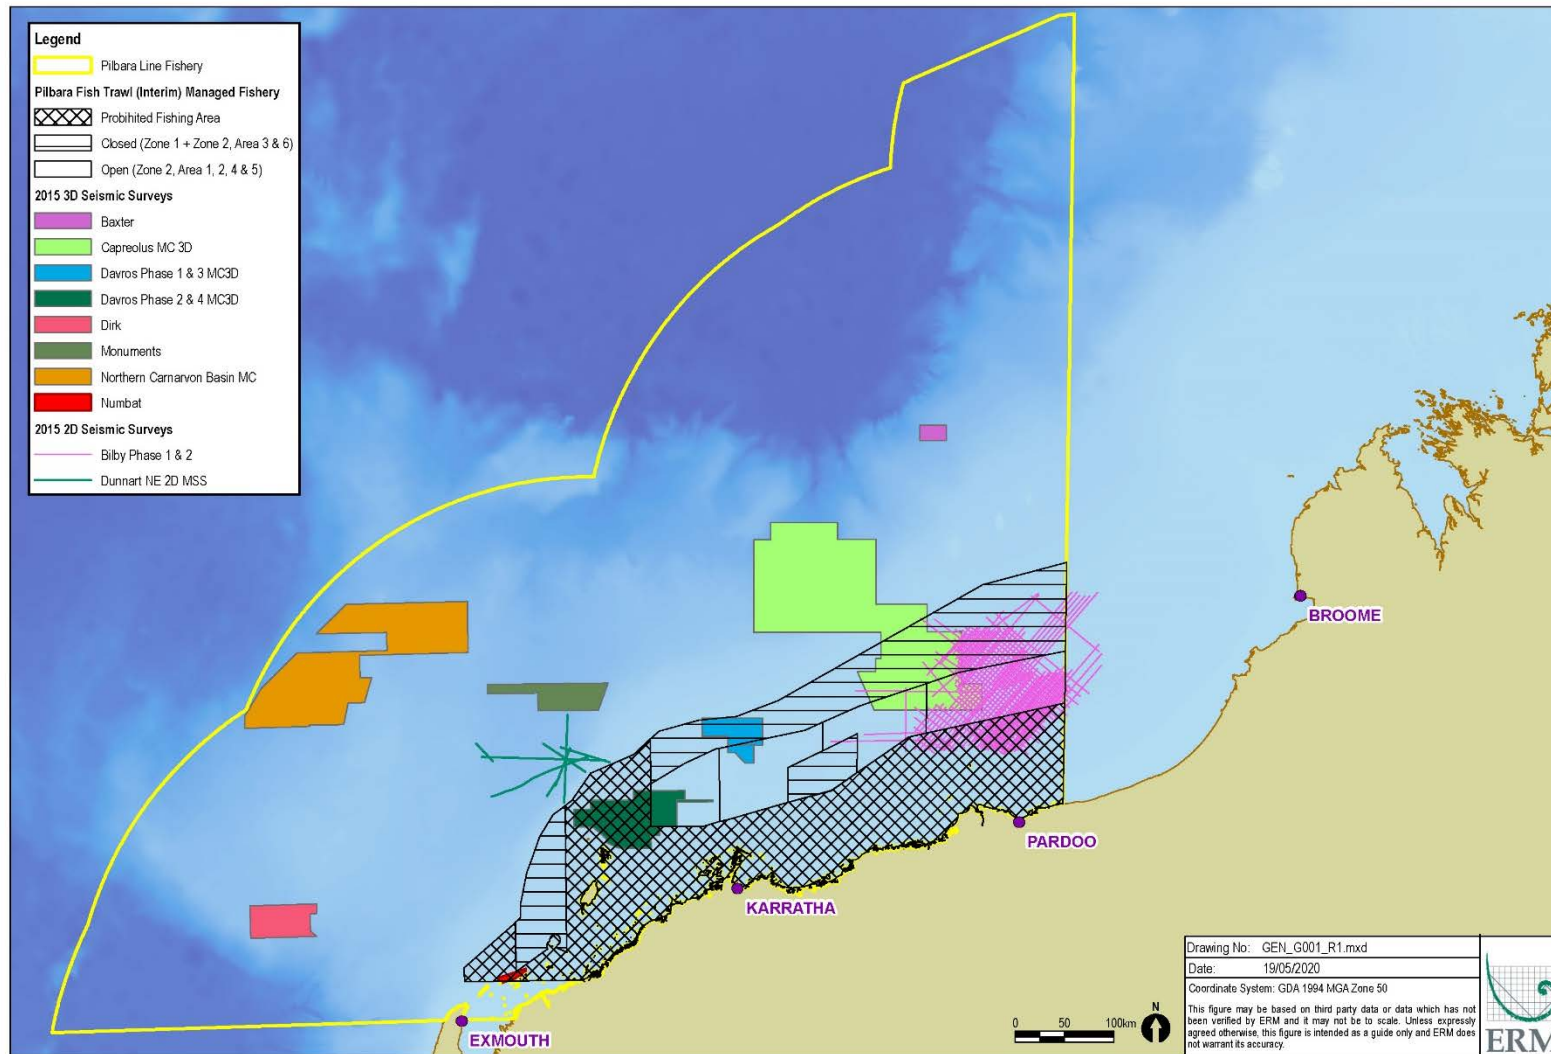 Legend
Pilbara Line Fishery
Pilbara Fish Trawl (Interim) Managed Fishery
Probihited Fishing Area
Closed (Zone 1 + Zone 2, Area 3 & 6)
Open (Zone 2, Area 1, 2, 4 & 5)
2015 3D Seismic Surveys
Baxter
Capreolus MC 3D
Davros Phase 1 & 3 MC3D
Davros Phase 2 & 4 MC3D
Dirk
Monuments
Northern Carnarvon Basin MC
Numbat
2015 2D Seismic Surveys
Bilby Phase 1 & 2
Dunnart NE 2D MSS
BROOME
PARDOO
KARRATHA
EXMOUTH
0 50 100km
N
Drawing No: GEN_G001_R1.mxd
Date: 19/05/2020
Coordinate System: GDA 1994 MGA Zone 50
This figure may be based on third party data or data which has not
been verified by ERM and it may not be to scale. Unless expressly
agreed otherwise, this figure is intended as a guide only and ERM does
not warrant its accuracy.
ERM